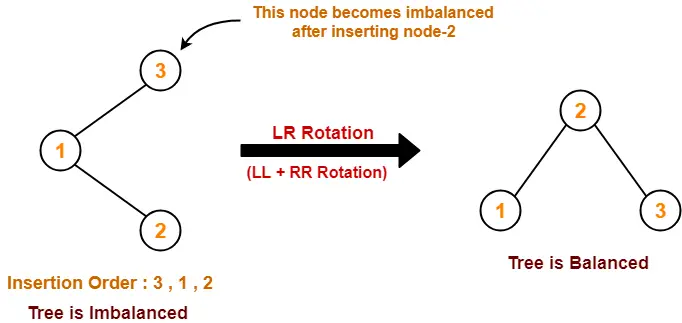 This node becomes imbalanced
after inserting node-2
3
1
2
Insertion Order : 3 , 1 , 2
Tree is Imbalanced
LR Rotation
(LL + RR Rotation)
2
1
3
Tree is Balanced